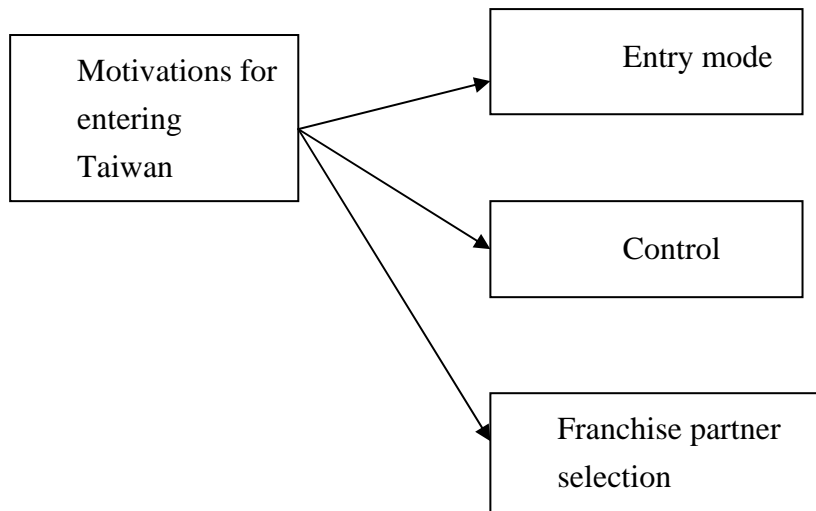 Motivations for
entering
Taiwan
Entry mode
Control
Franchise partner
selection